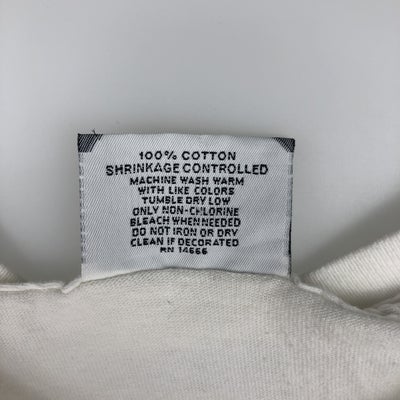 100% COTTON
SHRINKAGE CONTROLLED
MACHINE WASH WARM
WITH LIKE COLORS
TUMBLE DRY LOW
ONLY NON-CHLORINE
BLEACH WHEN NEEDED
DO NOT IRON OR DRY
CLEAN IF DECORATED
RN 14666